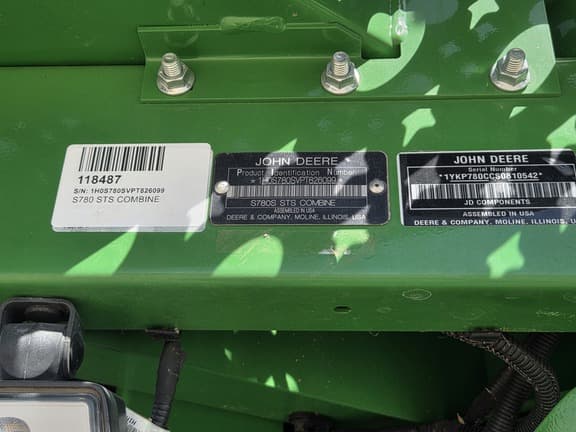 118487
S/N: 1H0S780SVPT826099
S780 STS COMBINE
JOHN DEERE
Product Identification Number
*1H0S780SVPT826099
S780S STS COMBINE
ASSEMBLED IN USA
DEERE & COMPANY, MOLINE, ILLINOIS, USA
JOHN DEERE
Serial Number
*1YKP780CCS0810542*
JD COMPONENTS
ASSEMBLED IN USA
DEERE & COMPANY, MOLINE, ILLINOIS, U